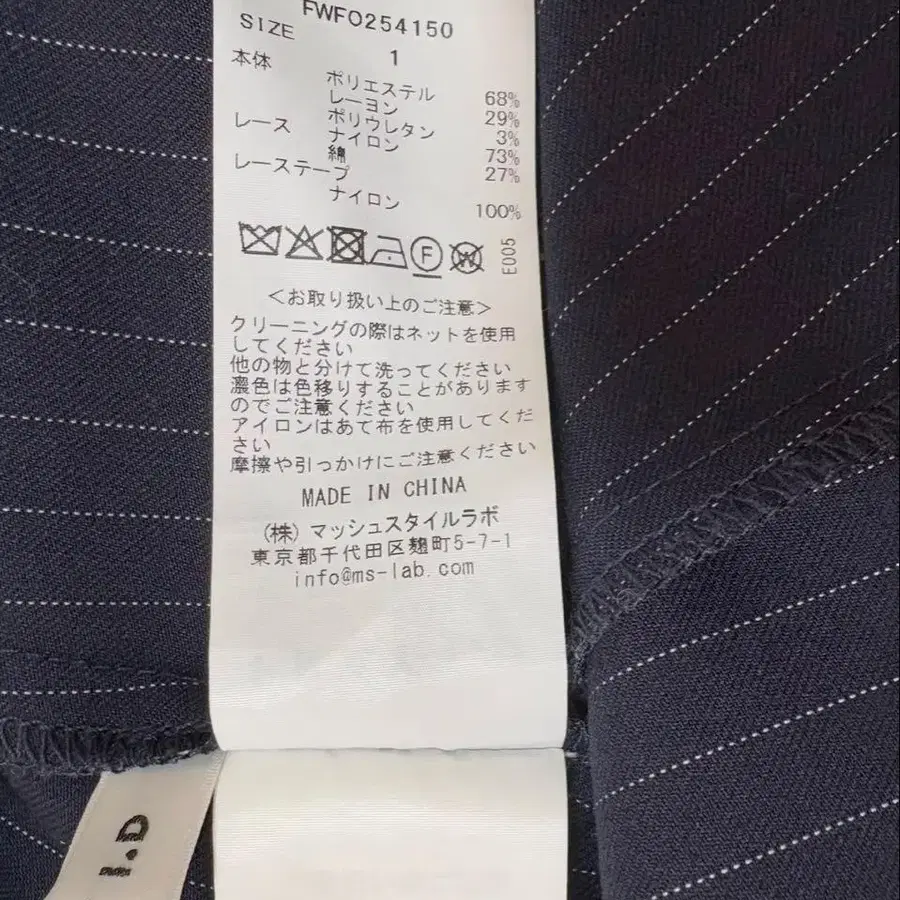 FWFO254150
SIZE 1
本体
ポリエステル 68%
レーヨン 29%
ポリウレタン 3%
レース
ナイロン 73%
綿 27%
レーステープ
ナイロン 100%
F
W
E005
<お取り扱い上のご注意>
クリーニングの際はネットを使用
してください
他の物と分けて洗ってください
濃色は色移りすることがあります
のでご注意ください
アイロンはあて布を使用してくだ
さい
摩擦や引っかけにご注意ください
MADE IN CHINA
(株) マッシュスタイルラボ
東京都千代田区麹町5-7-1
info@ms-lab.com
i.D